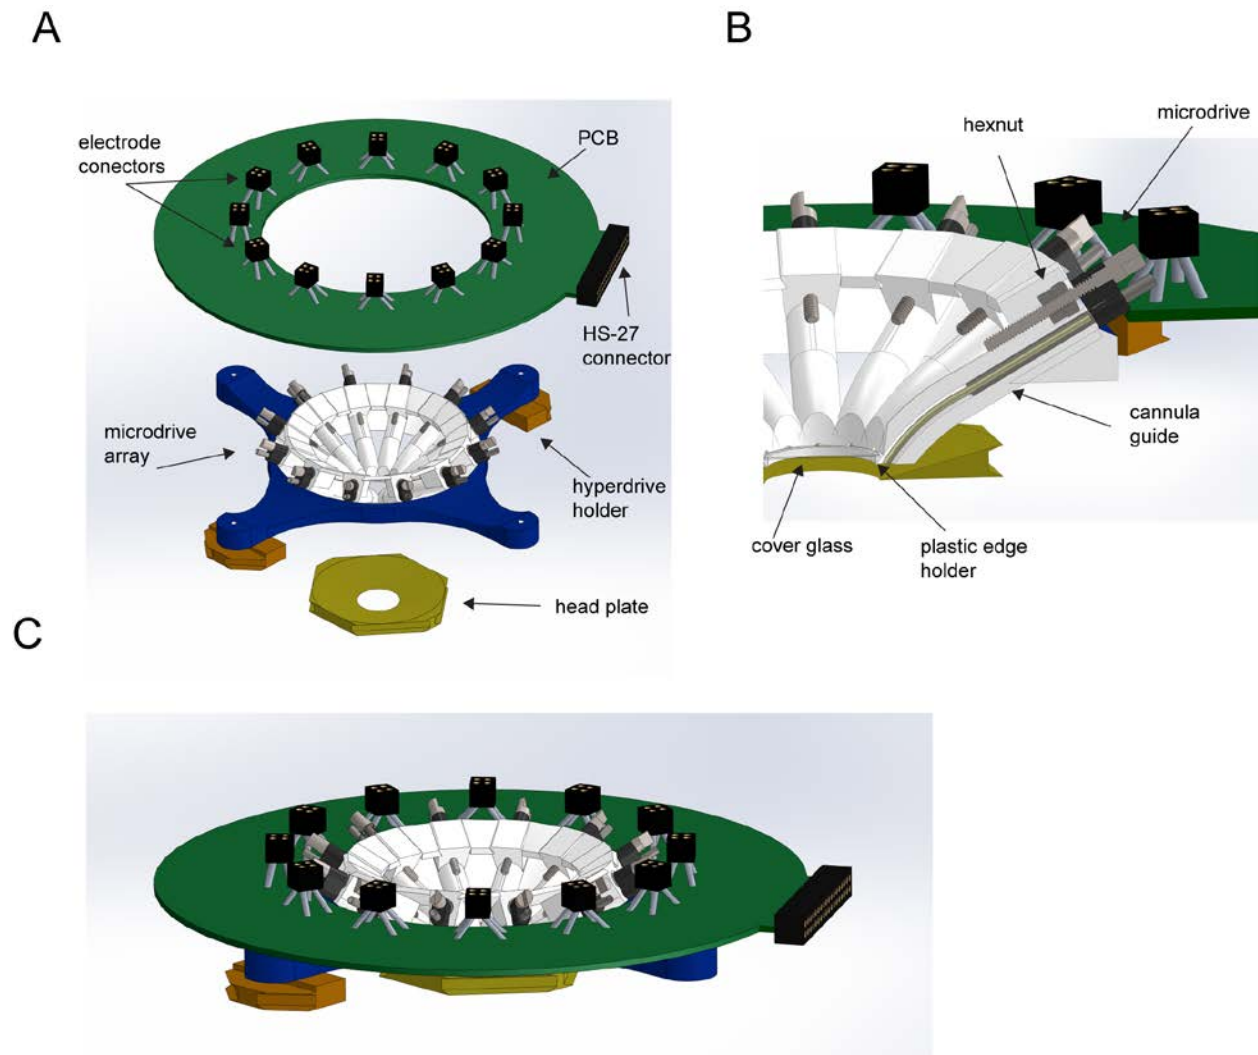 A
electrode
conectors
PCB
HS-27
connector
microdrive
array
hyperdrive
holder
head plate
B
hexnut
microdrive
cannula
guide
cover glass
plastic edge
holder
C